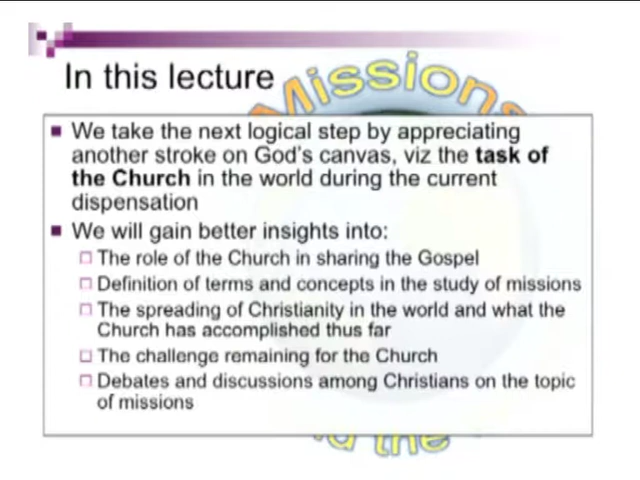 In this lecture
Missions
We take the next logical step by appreciating
another stroke on God's canvas, viz the task of
the Church in the world during the current
dispensation
We will gain better insights into:
The role of the Church in sharing the Gospel
Definition of terms and concepts in the study of missions
The spreading of Christianity in the world and what the
Church has accomplished thus far
The challenge remaining for the Church
Debates and discussions among Christians on the topic
of missions
the